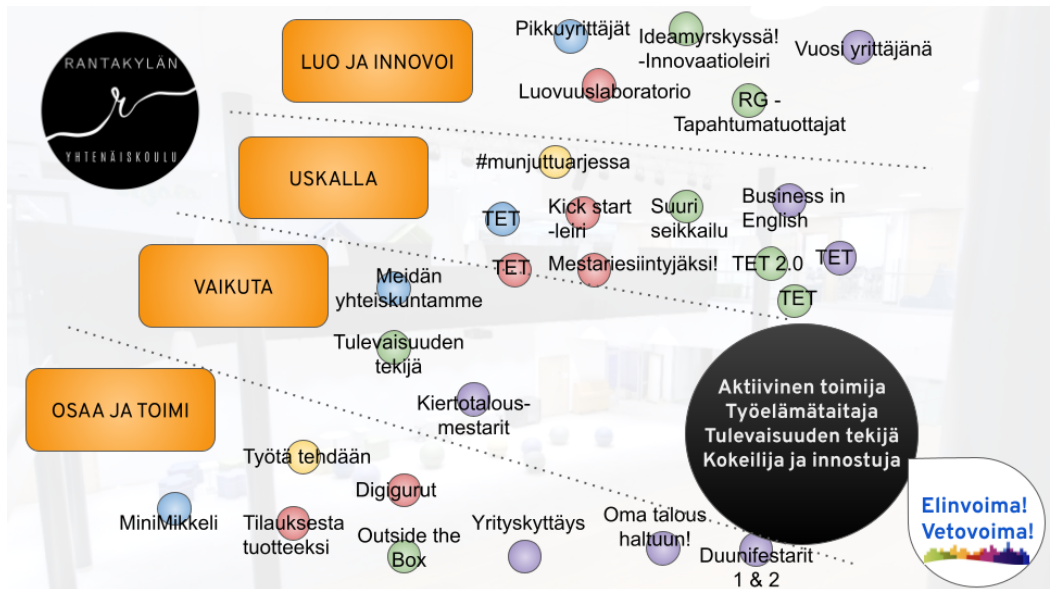 RANTAKYLÄN
r
YHTENÄISKOULU
LUO JA INNOVOI
Pikkuyrittäjät
Ideamyrskyssä!
-Innovaatioleiri
Vuosi yrittäjänä
Luovuuslaboratorio
RG -
Tapahtumatuottajat
USKALLA
#munjuttuarjessa
TET
Kick start
-leiri
Suuri
seikkailu
Business in
English
TET
Mestariesiintyjäksi!
TET 2.0
TET
TET
VAIKUTA
Meidän
yhteiskuntamme
Tulevaisuuden
tekijä
Kiertotalous-
mestarit
OSAA JA TOIMI
Työtä tehdään
Digigurut
MiniMikkeli
Tilauksesta
tuotteeksi
Outside the
Box
Yrityskyttäys
Oma talous
haltuun!
Duunifestarit
1 & 2
Aktiivinen toimija
Työelämätaitaja
Tulevaisuuden tekijä
Kokeilija ja innostuja
Elinvoima!
Vetovoima!